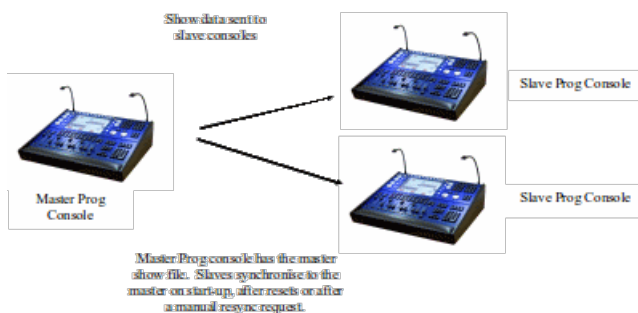 Show data sent to
slave consoles
Slave Prog Console
Master Prog
Console
Slave Prog Console
Master Prog console has the master
show file. Slaves synchronise to the
master on start-up, after resets or after
a manual resync request.